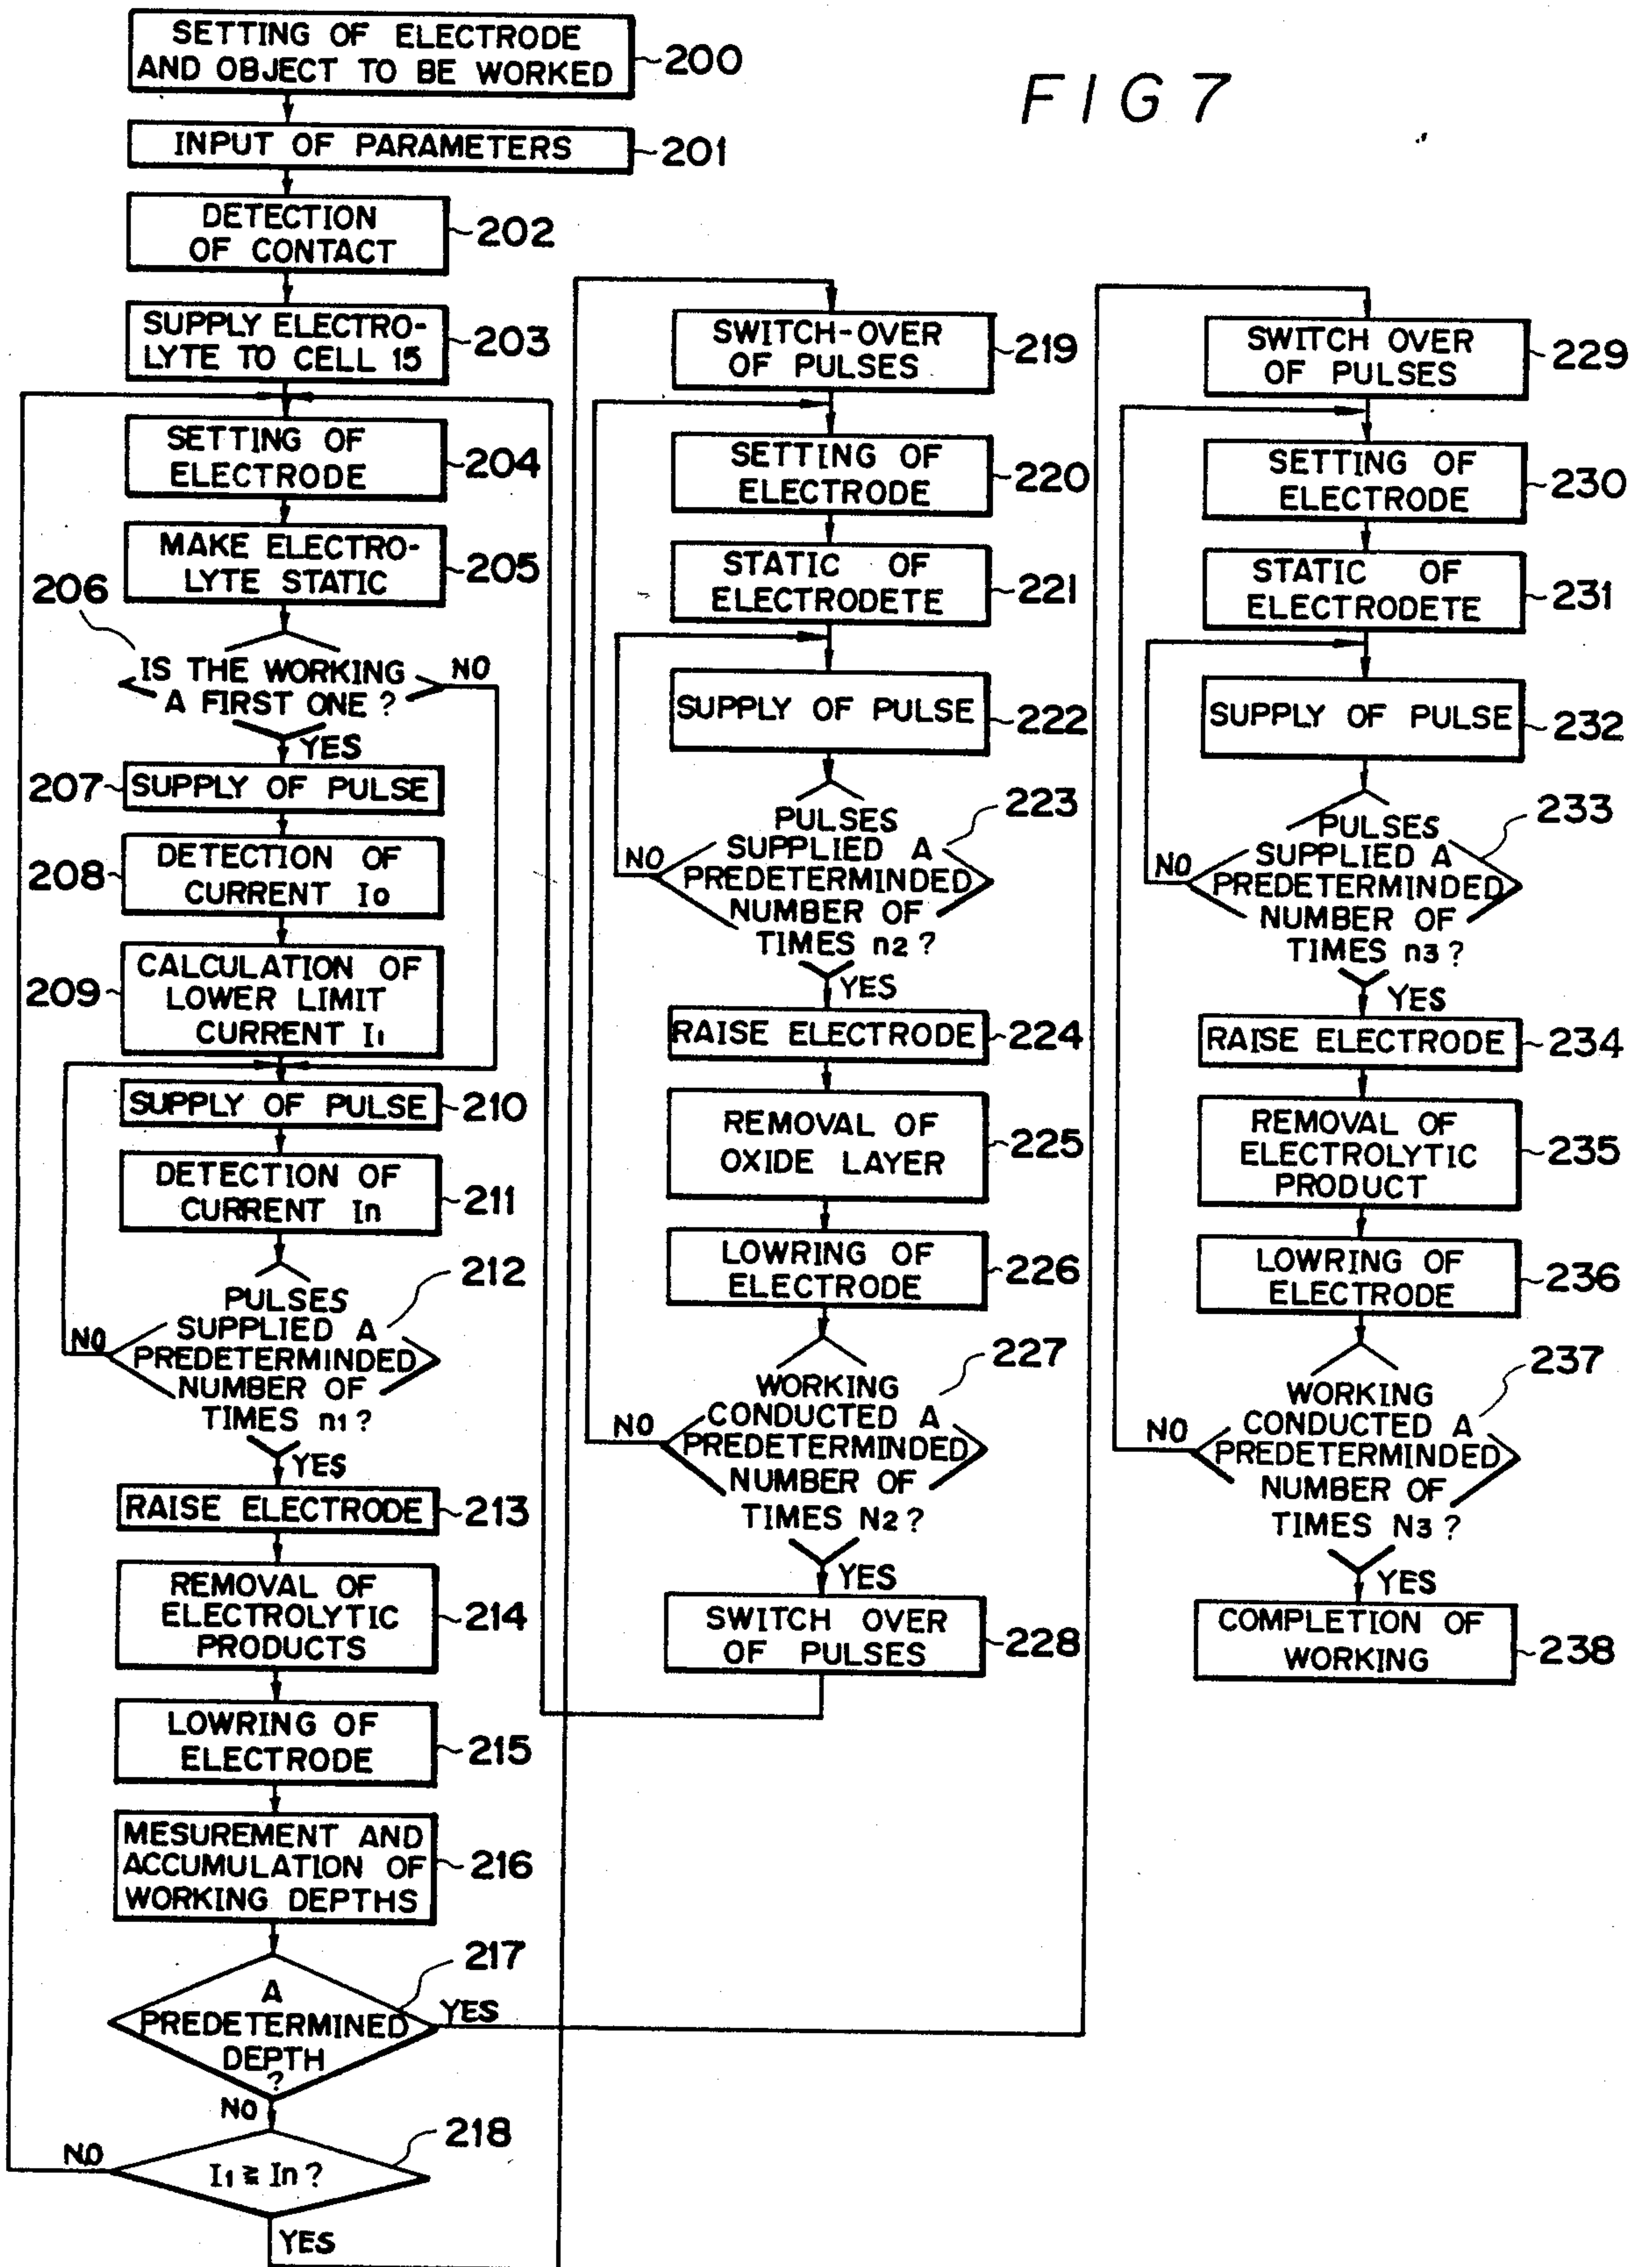 FIG 7
SETTING OF ELECTRODE
AND OBJECT TO BE WORKED
200
INPUT OF PARAMETERS
201
DETECTION
OF CONTACT
202
SUPPLY ELECTRO-
LYTE TO CELL 15
203
SETTING OF
ELECTRODE
204
MAKE ELECTRO-
LYTE STATIC
205
206
IS THE WORKING
A FIRST ONE ?
NO
YES
207
SUPPLY OF PULSE
208
DETECTION OF
CURRENT Io
209
CALCULATION OF
LOWER LIMIT
CURRENT I1
SUPPLY OF PULSE
210
DETECTION OF
CURRENT In
211
212
PULSES
SUPPLIED A
PREDETERMINDED
NUMBER OF
TIMES n1 ?
NO
YES
RAISE ELECTRODE
213
REMOVAL OF
ELECTROLYTIC
PRODUCTS
214
LOWRING OF
ELECTRODE
215
MESUREMENT AND
ACCUMULATION OF
WORKING DEPTHS
216
217
A
PREDETERMINED
DEPTH
?
YES
NO
218
I1 ≧ In ?
NO
YES
SWITCH-OVER
OF PULSES
219
SETTING OF
ELECTRODE
220
STATIC OF
ELECTRODETE
221
SUPPLY OF PULSE
222
223
PULSES
SUPPLIED A
PREDETERMINDED
NUMBER OF
TIMES n2 ?
NO
YES
RAISE ELECTRODE
224
REMOVAL OF
OXIDE LAYER
225
LOWRING OF
ELECTRODE
226
227
WORKING
CONDUCTED A
PREDETERMINDED
NUMBER OF
TIMES N2 ?
NO
YES
SWITCH OVER
OF PULSES
228
SWITCH OVER
OF PULSES
229
SETTING OF
ELECTRODE
230
STATIC OF
ELECTRODETE
231
SUPPLY OF PULSE
232
233
PULSES
SUPPLIED A
PREDETERMINDED
NUMBER OF
TIMES n3 ?
NO
YES
RAISE ELECTRODE
234
REMOVAL OF
ELECTROLYTIC
PRODUCT
235
LOWRING OF
ELECTRODE
236
237
WORKING
CONDUCTED A
PREDETERMINDED
NUMBER OF
TIMES N3 ?
NO
YES
COMPLETION OF
WORKING
238